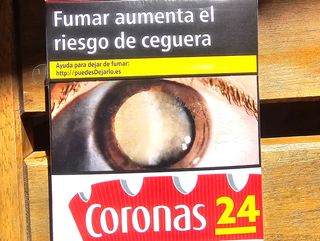 Fumar aumenta el
riesgo de ceguera
Ayuda para dejar de fumar:
http://puedesDejarlo.es
Coronas 24